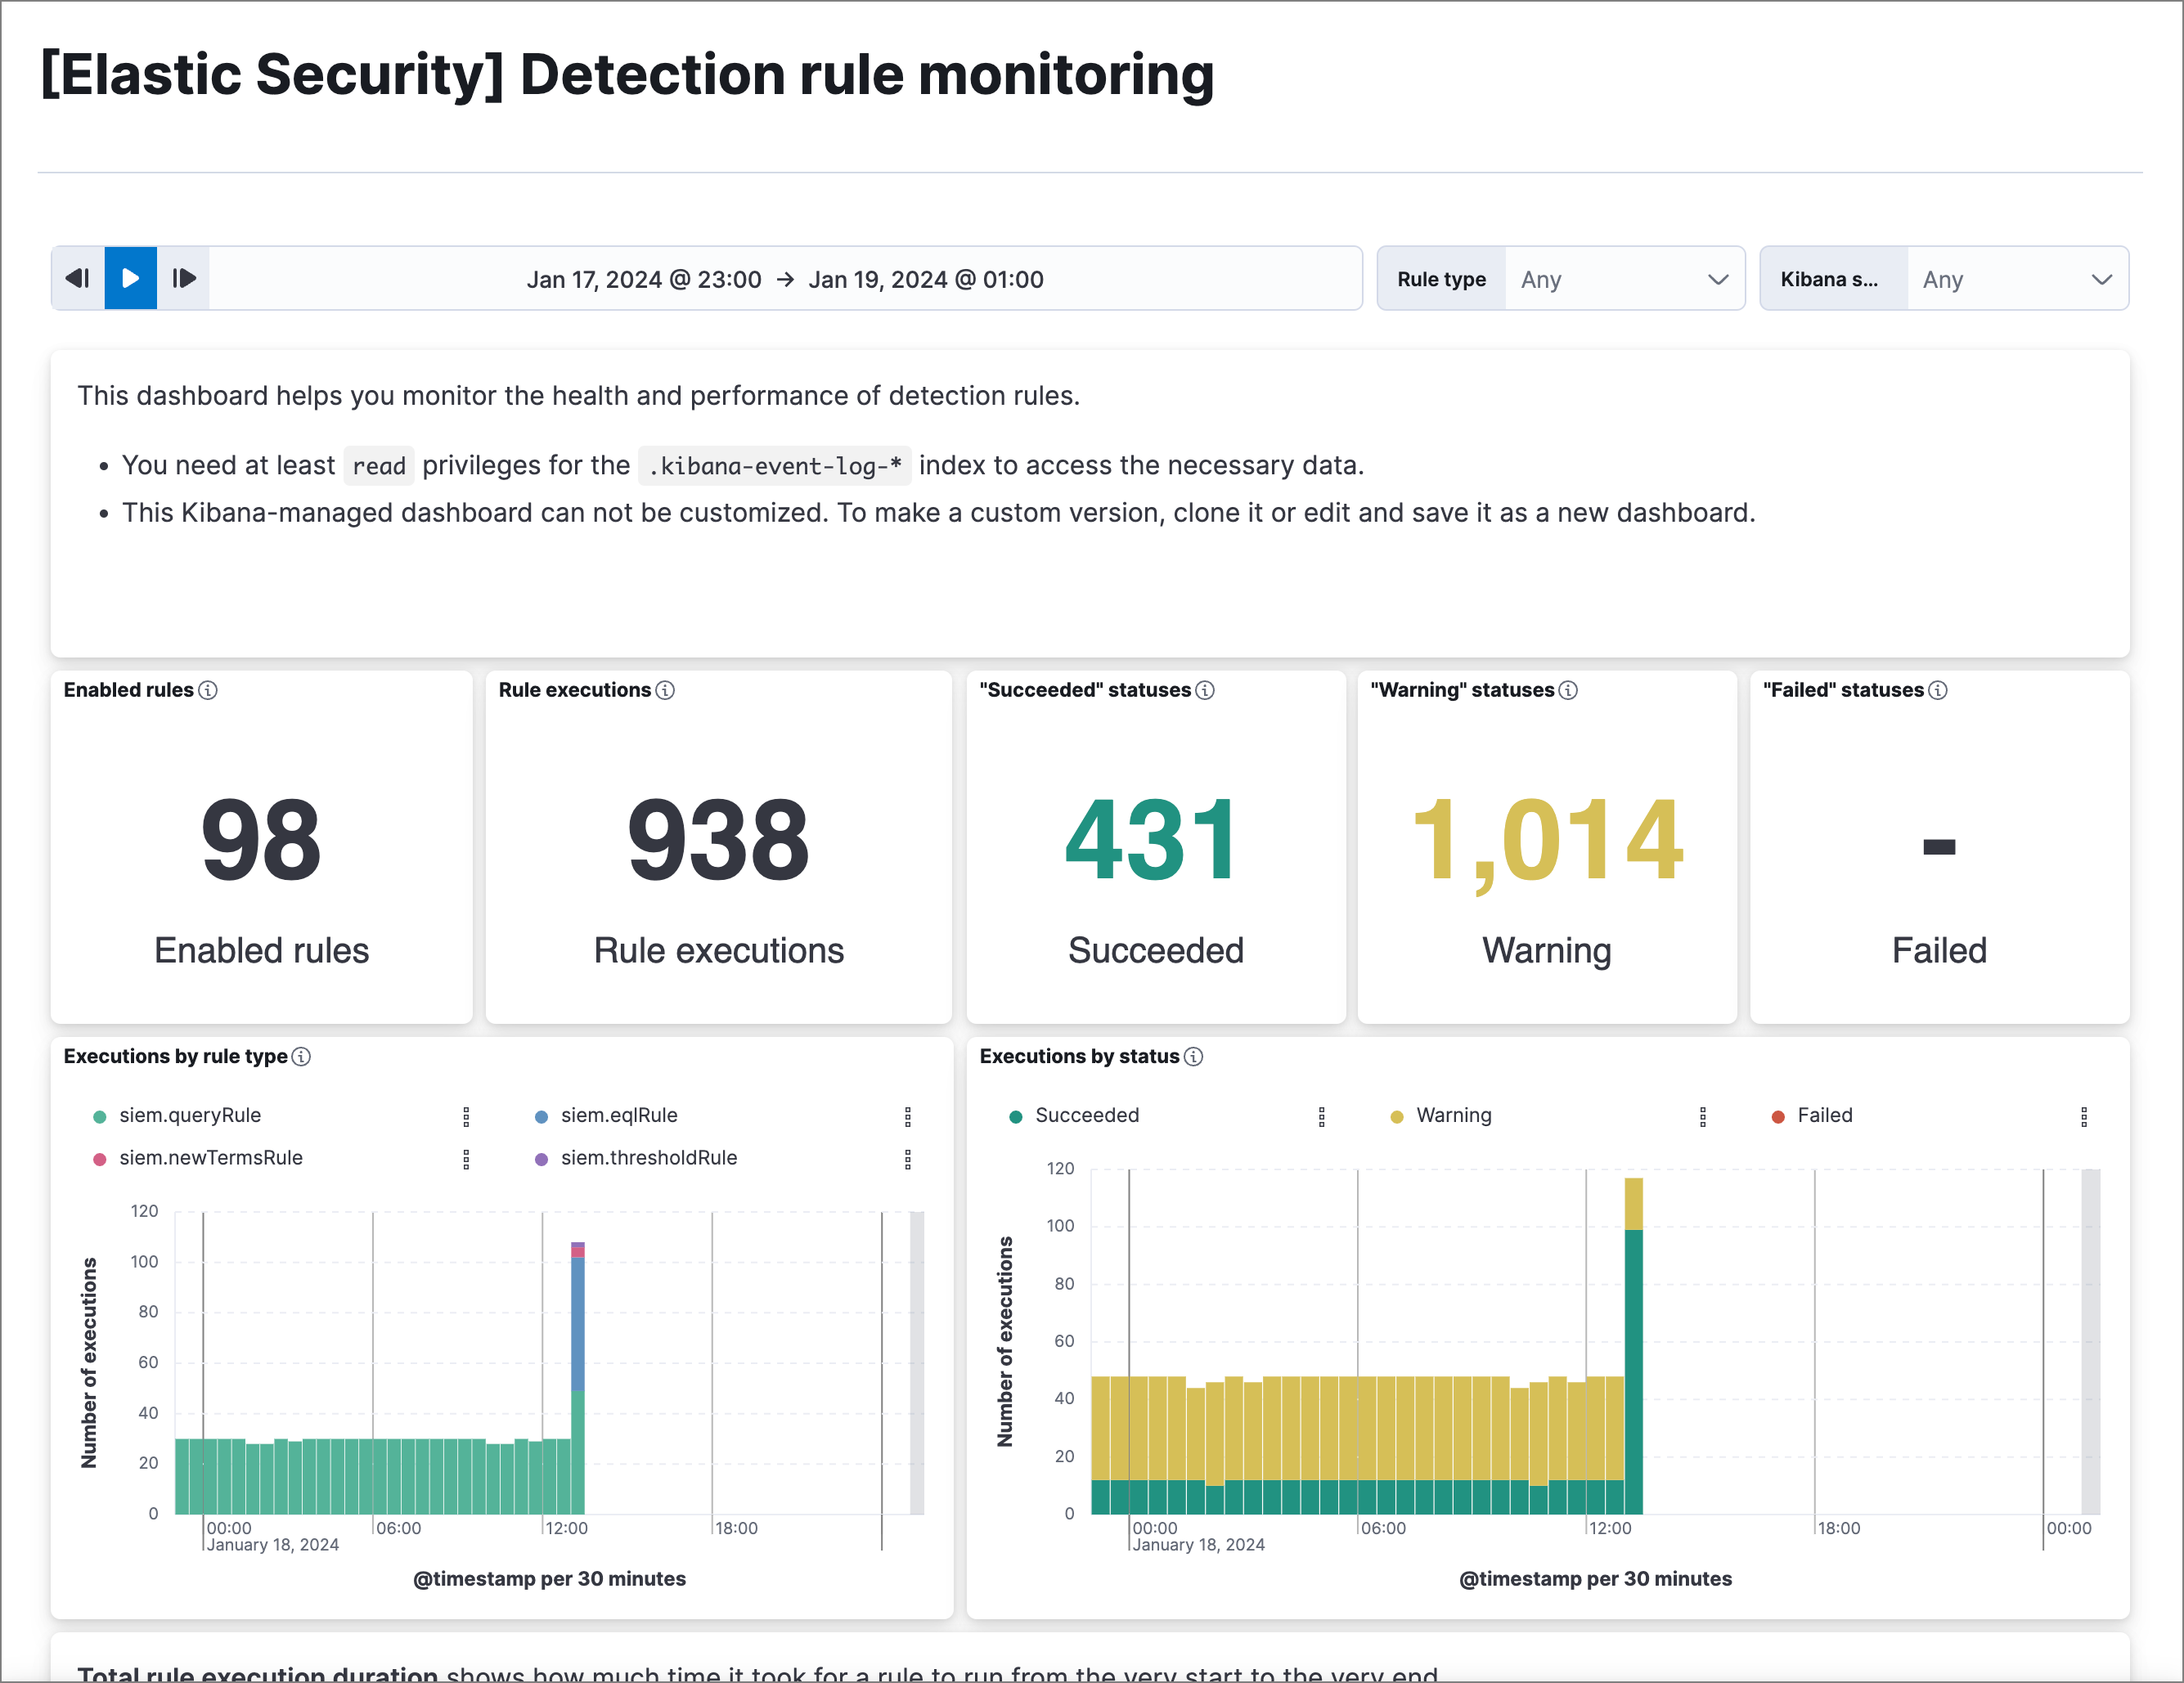 [Elastic Security] Detection rule monitoring
Jan 17, 2024 @ 23:00 → Jan 19, 2024 @ 01:00
Rule type
Any
Kibana s...
Any
This dashboard helps you monitor the health and performance of detection rules.
• You need at least read privileges for the .kibana-event-log-* index to access the necessary data.
• This Kibana-managed dashboard can not be customized. To make a custom version, clone it or edit and save it as a new dashboard.
Enabled rules
98
Enabled rules
Rule executions
938
Rule executions
"Succeeded" statuses
431
Succeeded
"Warning" statuses
1,014
Warning
"Failed" statuses
-
Failed
Executions by rule type
siem.queryRule
siem.eqlRule
siem.newTermsRule
siem.thresholdRule
Number of executions
120
100
80
60
40
20
0
00:00
06:00
12:00
18:00
January 18, 2024
@timestamp per 30 minutes
Executions by status
Succeeded
Warning
Failed
Number of executions
120
100
80
60
40
20
0
00:00
06:00
12:00
18:00
00:00
January 18, 2024
@timestamp per 30 minutes
Total rule execution duration shows how much time it took for a rule to run from the very start to the very end